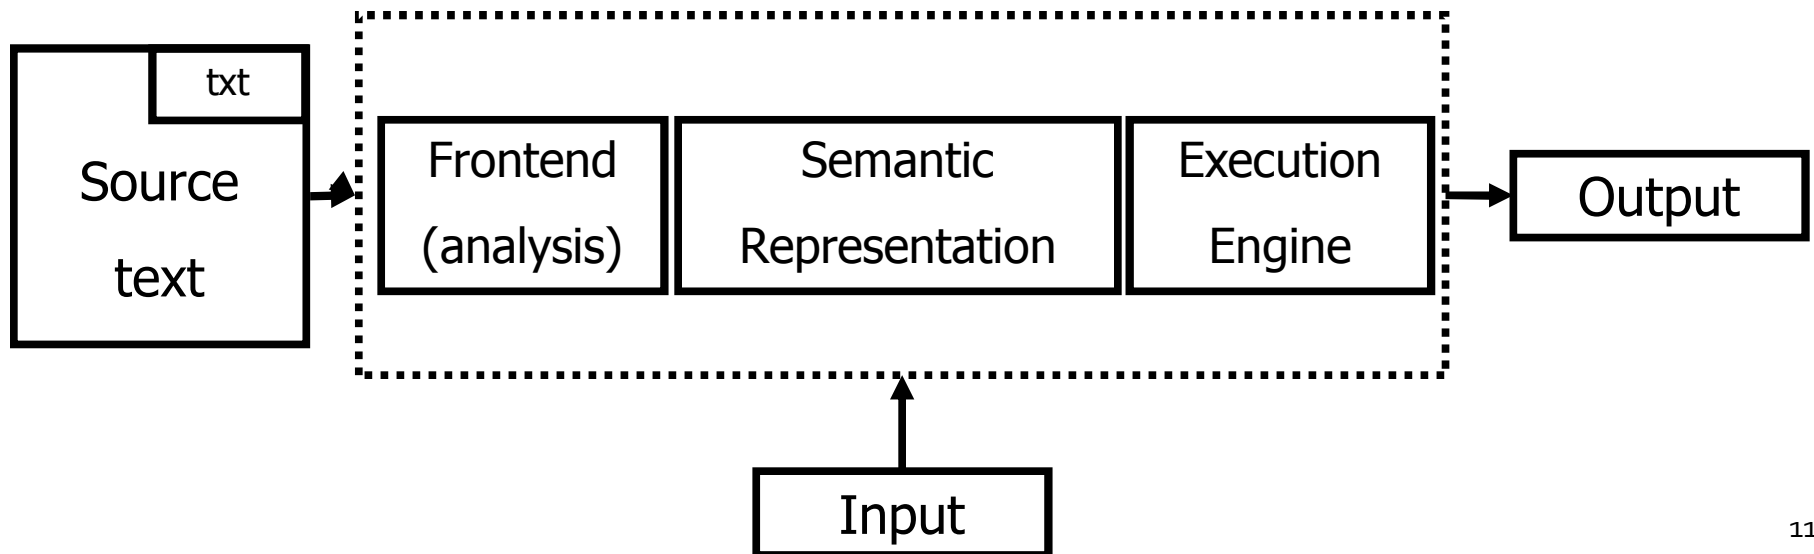 txt
Source
text
Frontend
(analysis)
Semantic
Representation
Execution
Engine
Output
Input
11